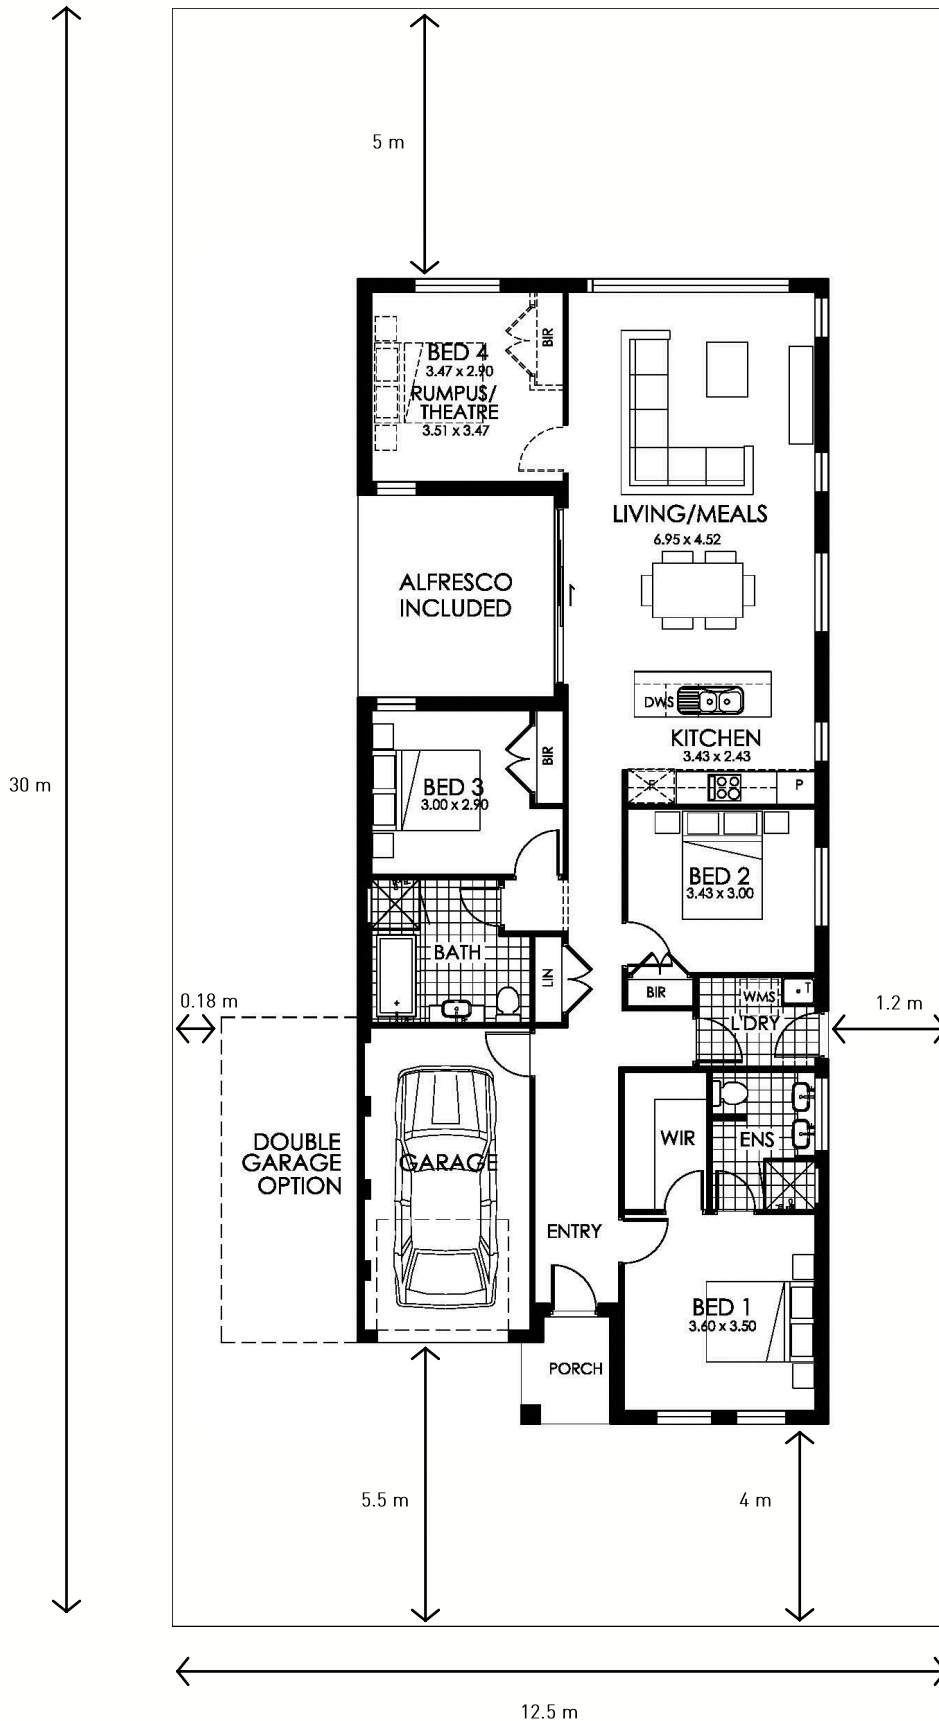 5 m
BED 4
3.47 x 2.90
RUMPUS/
THEATRE
3.51 x 3.47
BIR
LIVING/MEALS
6.95 x 4.52
ALFRESCO
INCLUDED
DWS
KITCHEN
3.43 x 2.43
F
P
30 m
BED 3
3.00 x 2.90
BIR
BED 2
3.43 x 3.00
BATH
LIN
BIR
WMS
T
L'DRY
0.18 m
1.2 m
DOUBLE
GARAGE
OPTION
GARAGE
WIR
ENS
ENTRY
BED 1
3.60 x 3.50
PORCH
5.5 m
4 m
12.5 m